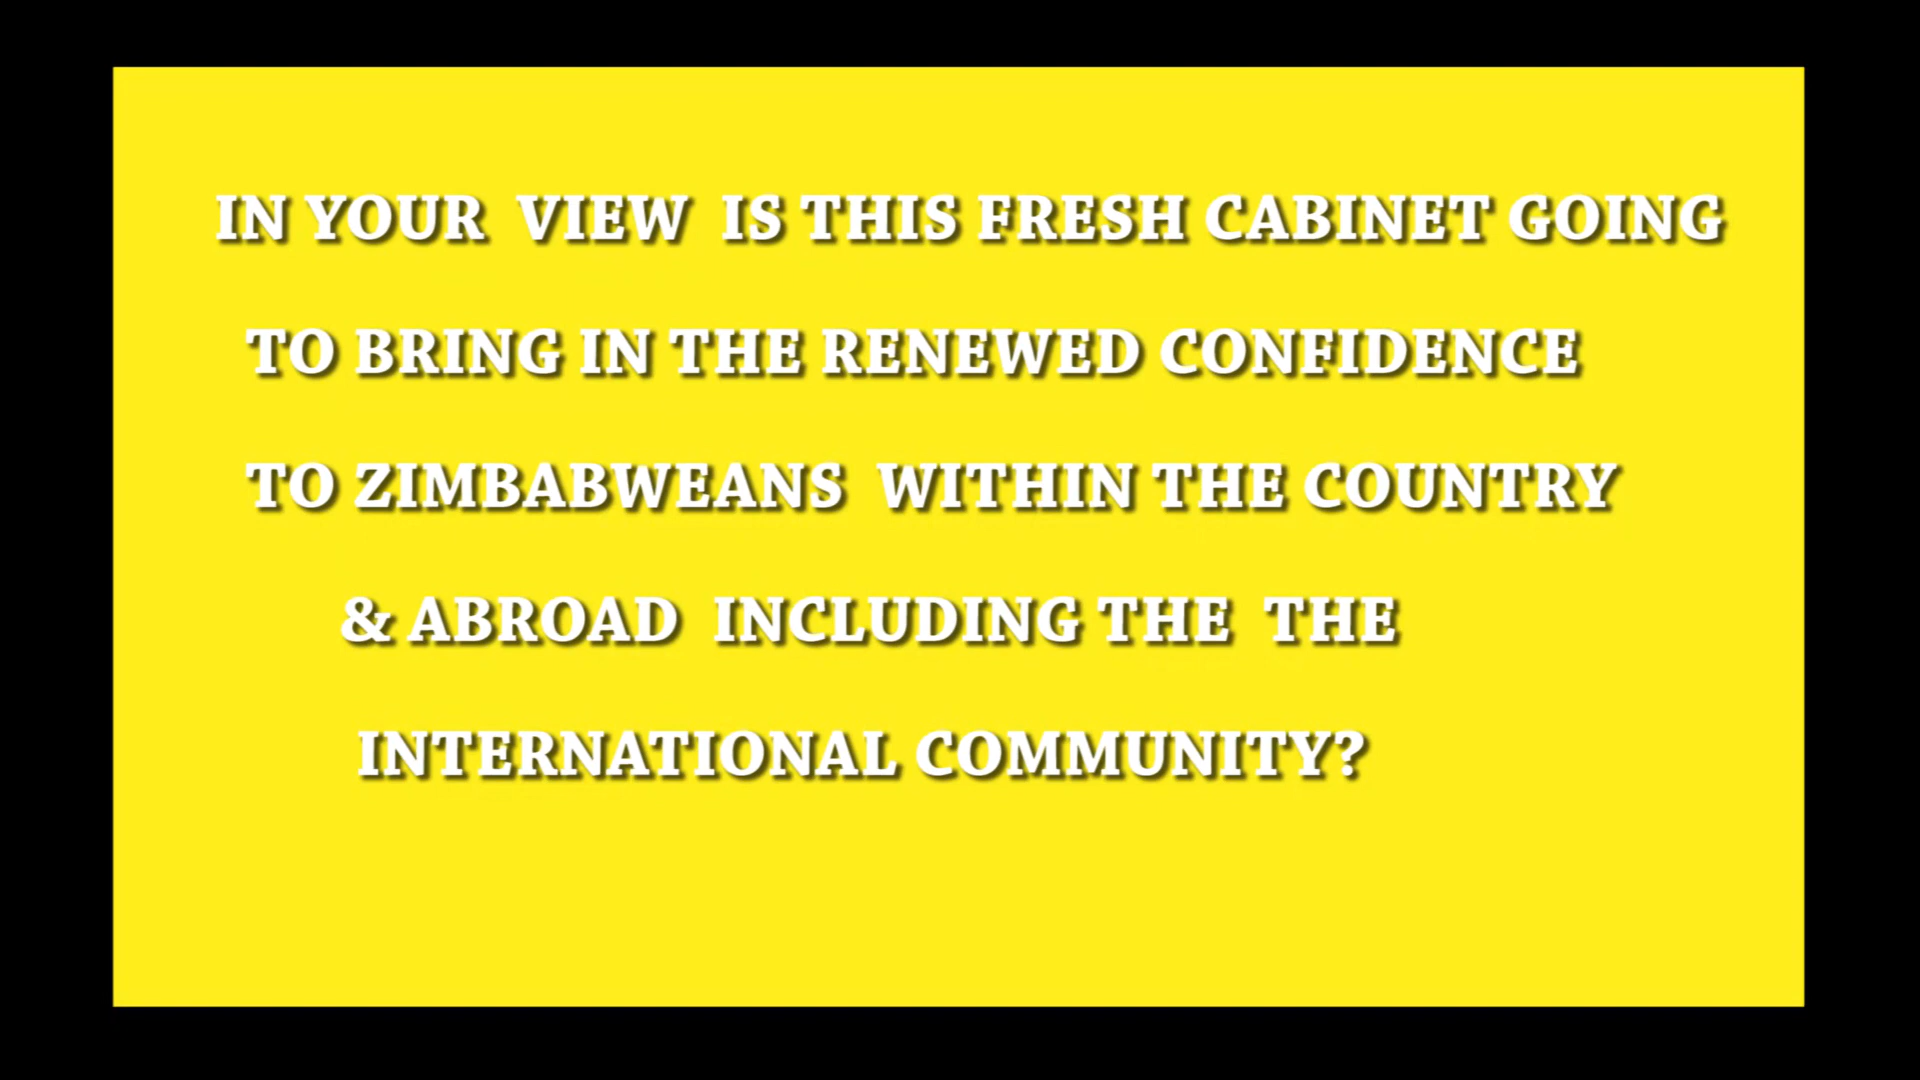 IN YOUR VIEW IS THIS FRESH CABINET GOING
TO BRING IN THE RENEWED CONFIDENCE
TO ZIMBABWEANS WITHIN THE COUNTRY
& ABROAD INCLUDING THE THE
INTERNATIONAL COMMUNITY?